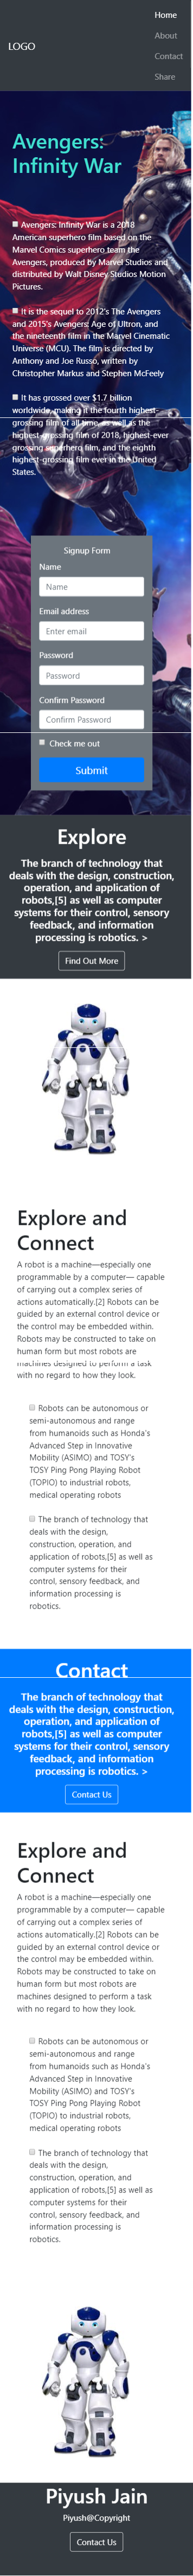 Home
LOGO
About
Contact
Share
Avengers:
Infinity War
Avengers: Infinity War is a 2018
American superhero film based on the
Marvel Comics superhero team the
Avengers, produced by Marvel Studios and
distributed by Walt Disney Studios Motion
Pictures.
It is the sequel to 2012's The Avengers
and 2015's Avengers: Age of Ultron, and
the nineteenth film in the Marvel Cinematic
Universe (MCU). The film is directed by
Anthony and Joe Russo, written by
Christopher Markus and Stephen McFeely
It has grossed over $1.7 billion
worldwide, making it the fourth highest-
grossing film of all time, as well as the
highest-grossing film of 2018, highest-ever
grossing superhero film, and the eighth
highest-grossing film ever in the United
States.
Signup Form
Name
Name
Email address
Enter email
Password
Password
Confirm Password
Confirm Password
Check me out
Submit
Explore
The branch of technology that
deals with the design, construction,
operation, and application of
robots,[5] as well as computer
systems for their control, sensory
feedback, and information
processing is robotics. >
Find Out More
Explore and
Connect
A robot is a machine—especially one
programmable by a computer— capable
of carrying out a complex series of
actions automatically.[2] Robots can be
guided by an external control device or
the control may be embedded within.
Robots may be constructed to take on
human form but most robots are
machines designed to perform a task
with no regard to how they look.
Robots can be autonomous or
semi-autonomous and range
from humanoids such as Honda's
Advanced Step in Innovative
Mobility (ASIMO) and TOSY's
TOSY Ping Pong Playing Robot
(TOPIO) to industrial robots,
medical operating robots
The branch of technology that
deals with the design,
construction, operation, and
application of robots,[5] as well as
computer systems for their
control, sensory feedback, and
information processing is
robotics.
Contact
The branch of technology that
deals with the design, construction,
operation, and application of
robots,[5] as well as computer
systems for their control, sensory
feedback, and information
processing is robotics. >
Contact Us
Explore and
Connect
A robot is a machine—especially one
programmable by a computer— capable
of carrying out a complex series of
actions automatically.[2] Robots can be
guided by an external control device or
the control may be embedded within.
Robots may be constructed to take on
human form but most robots are
machines designed to perform a task
with no regard to how they look.
Robots can be autonomous or
semi-autonomous and range
from humanoids such as Honda's
Advanced Step in Innovative
Mobility (ASIMO) and TOSY's
TOSY Ping Pong Playing Robot
(TOPIO) to industrial robots,
medical operating robots
The branch of technology that
deals with the design,
construction, operation, and
application of robots,[5] as well as
computer systems for their
control, sensory feedback, and
information processing is
robotics.
Piyush Jain
Piyush@Copyright
Contact Us